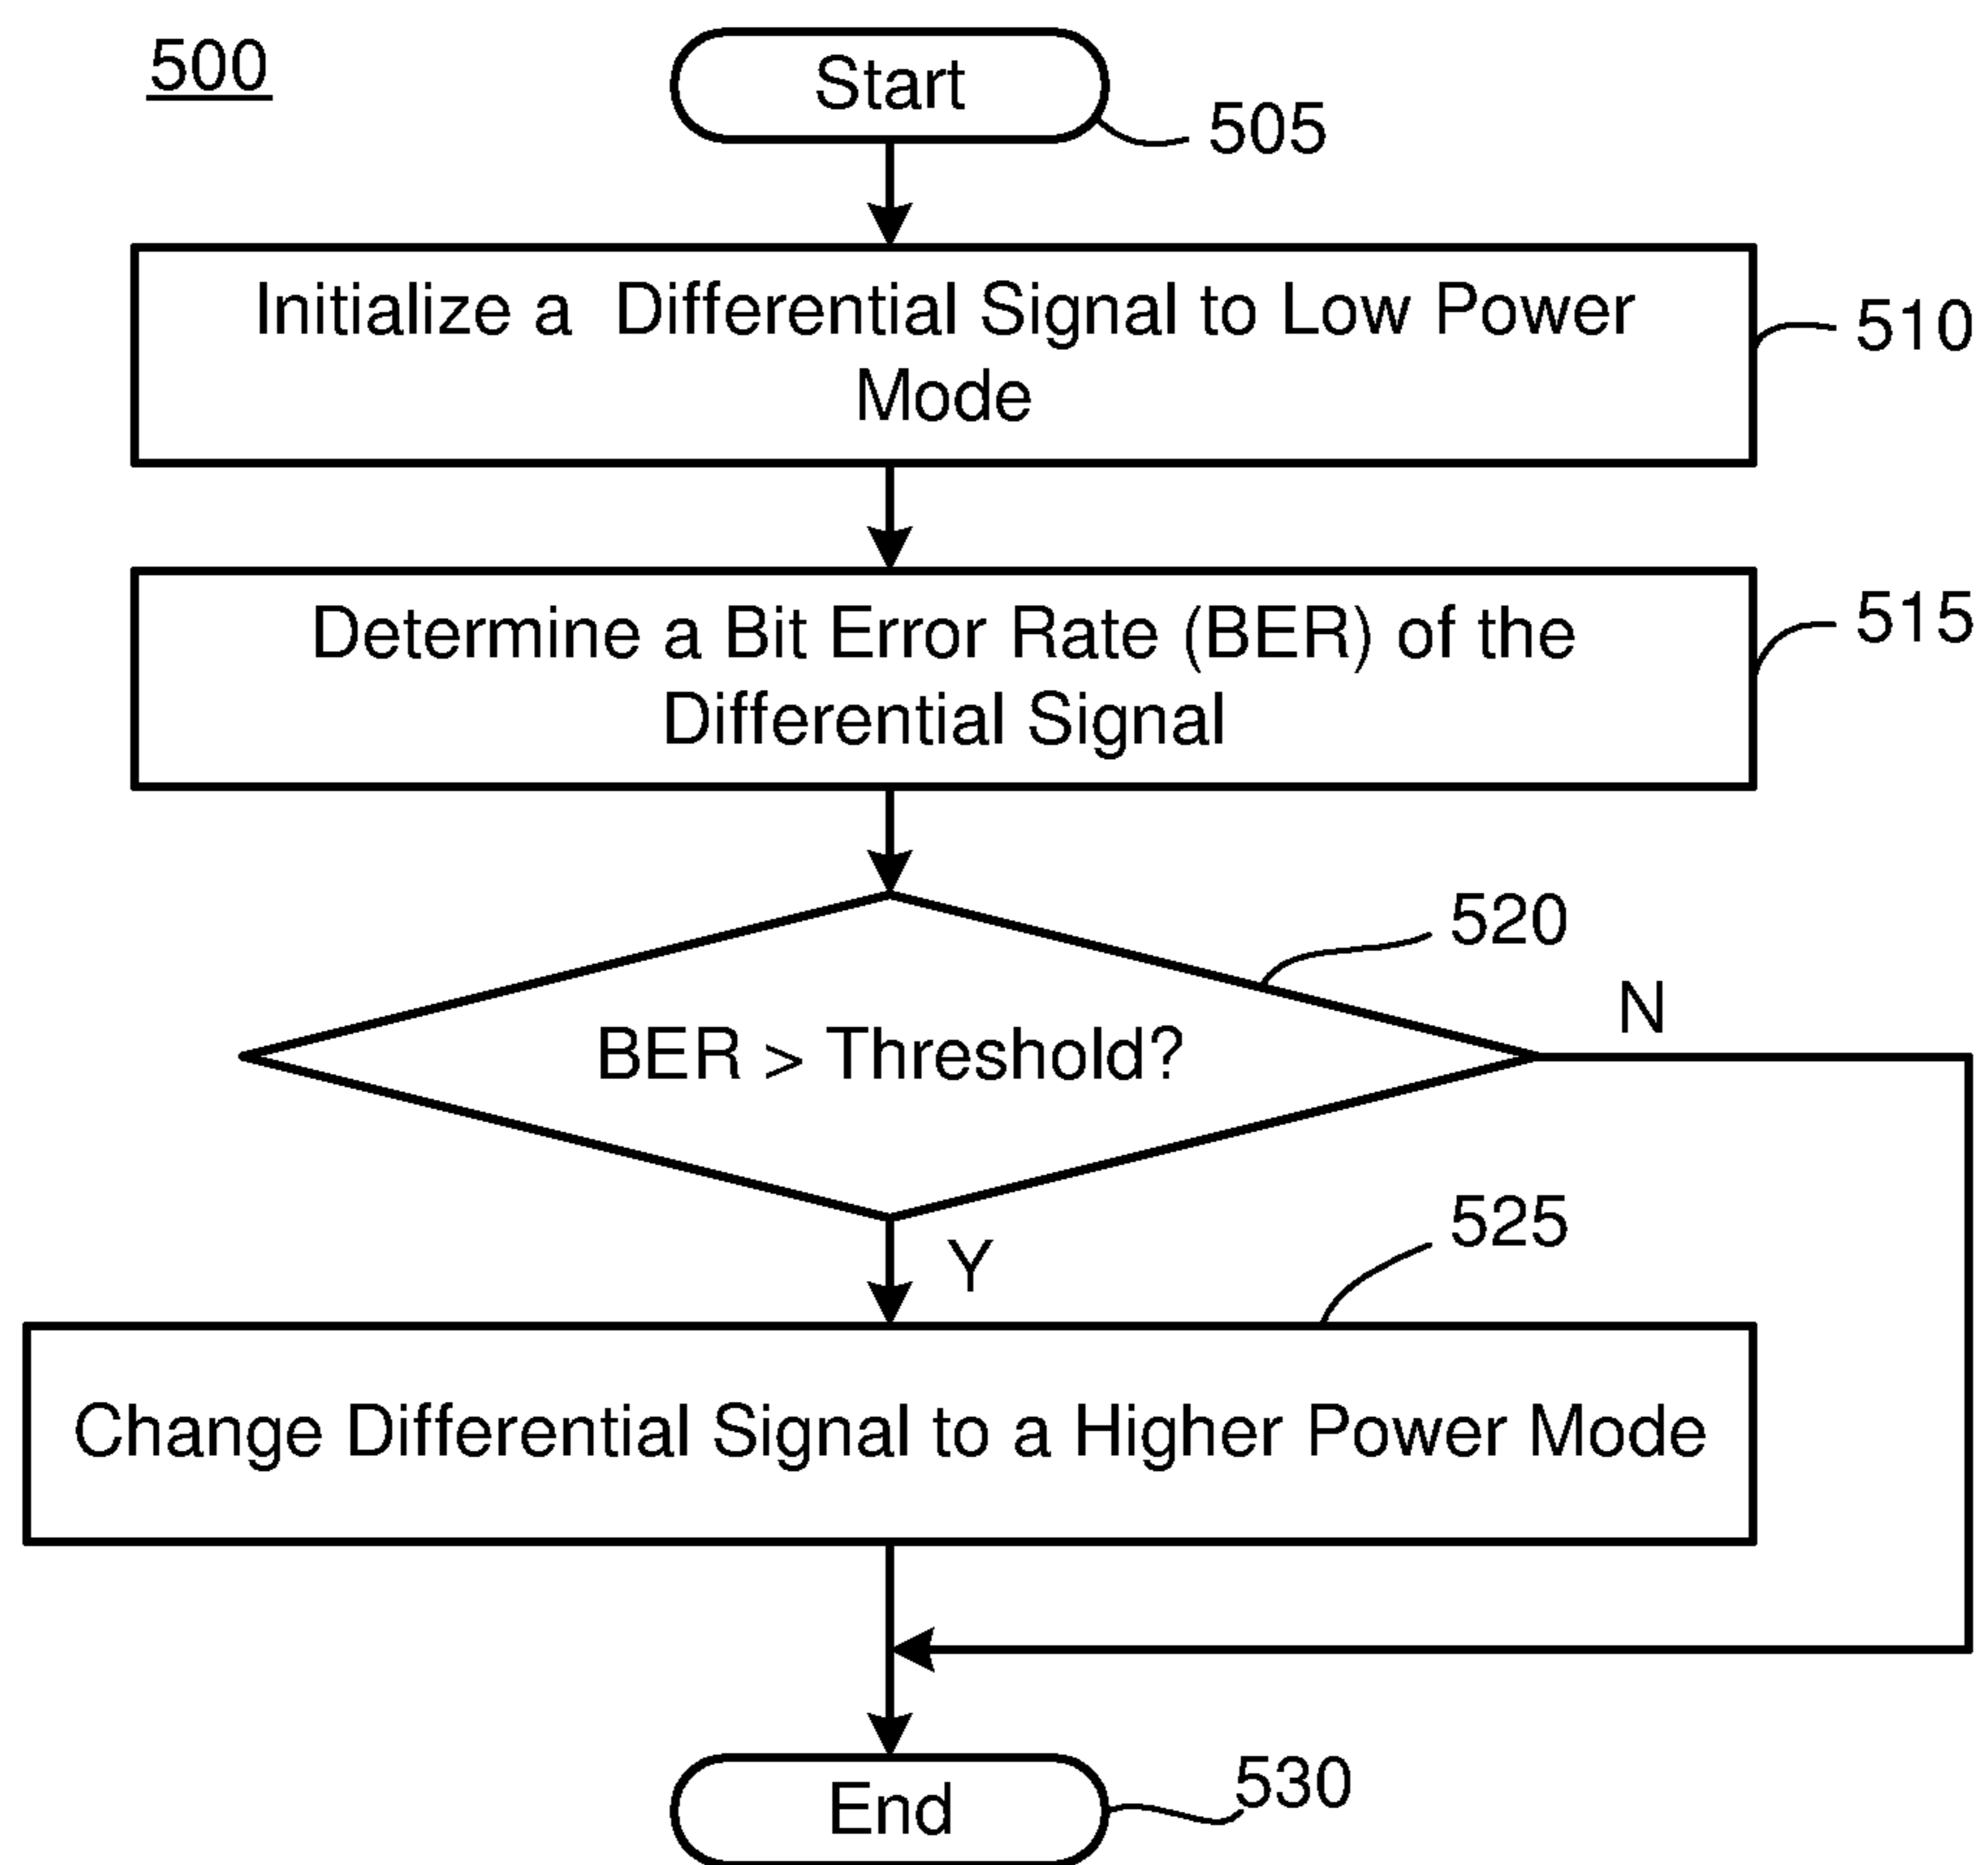 500
Start
505
Initialize a Differential Signal to Low Power
Mode
510
Determine a Bit Error Rate (BER) of the
Differential Signal
515
520
BER > Threshold?
N
Y
525
Change Differential Signal to a Higher Power Mode
End
530